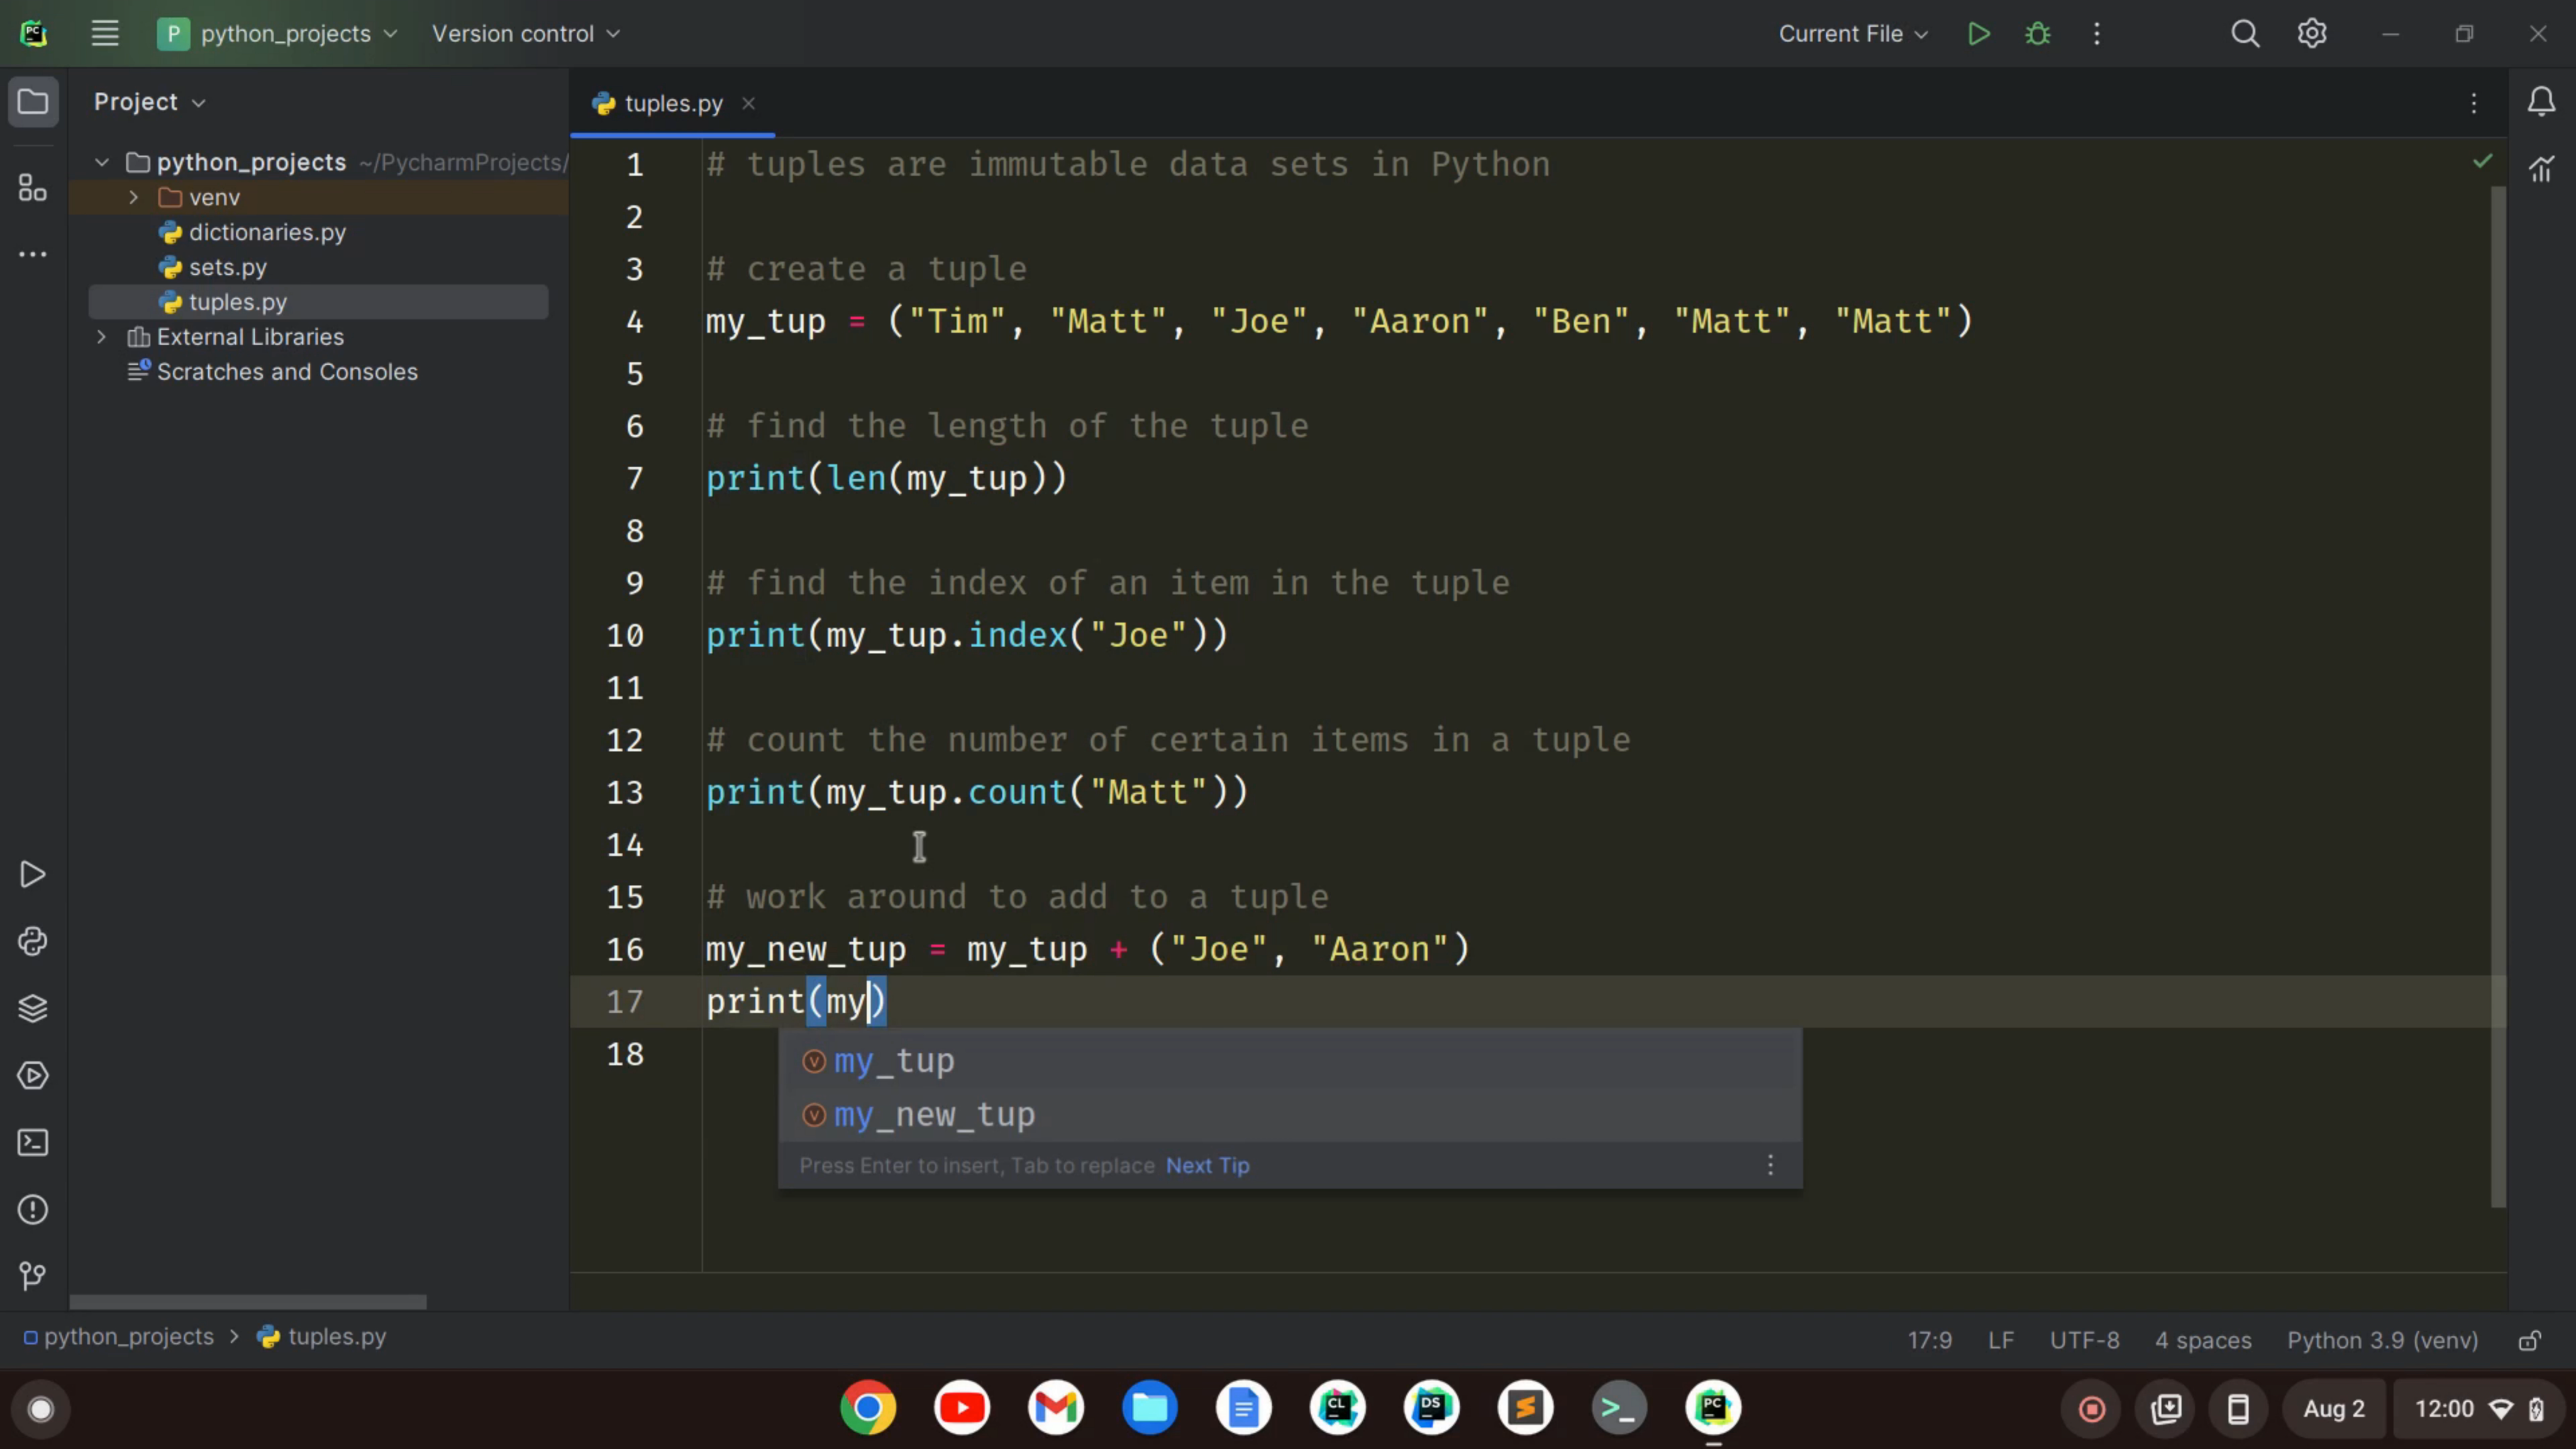 PC
P python_projects Version control Current File
Project
tuples.py
python_projects ~/PycharmProjects/
venv
dictionaries.py
sets.py
tuples.py
External Libraries
Scratches and Consoles
1 # tuples are immutable data sets in Python
2
3 # create a tuple
4 my_tup = ("Tim", "Matt", "Joe", "Aaron", "Ben", "Matt", "Matt")
5
6 # find the length of the tuple
7 print(len(my_tup))
8
9 # find the index of an item in the tuple
10 print(my_tup.index("Joe"))
11
12 # count the number of certain items in a tuple
13 print(my_tup.count("Matt"))
14
15 # work around to add to a tuple
16 my_new_tup = my_tup + ("Joe", "Aaron")
17 print(my)
18
V my_tup
V my_new_tup
Press Enter to insert, Tab to replace Next Tip
python_projects > tuples.py 17:9 LF UTF-8 4 spaces Python 3.9 (venv)
CL DS S >_ PC Aug 2 12:00